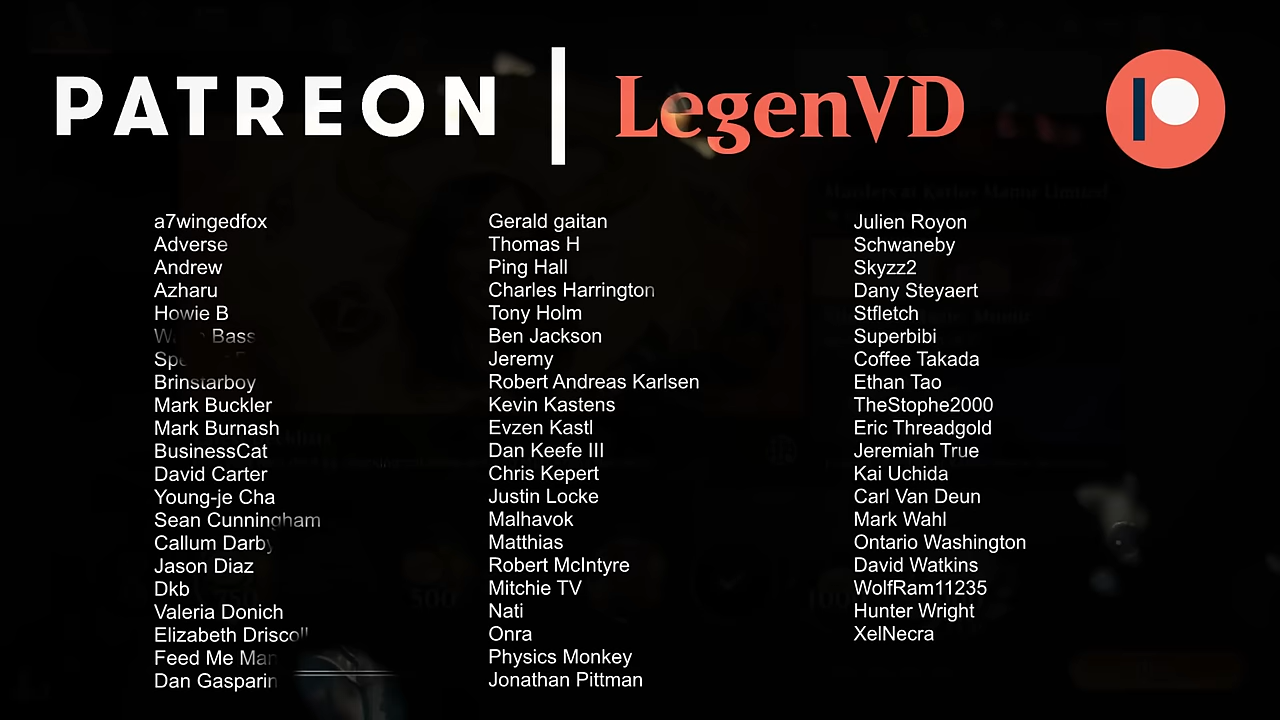 PATREON | LegenVD
a7wingedfox
Adverse
Andrew
Azharu
Howie B
Bass
Brinstarboy
Mark Buckler
Mark Burnash
BusinessCat
David Carter
Young-je Cha
Sean Cunningham
Callum Darby
Jason Diaz
Dkb
Valeria Donich
Elizabeth Driscoll
Feed Me
Dan Gasparin
Gerald gaitan
Thomas H
Ping Hall
Charles Harrington
Tony Holm
Ben Jackson
Jeremy
Robert Andreas Karlsen
Kevin Kastens
Evzen Kastl
Dan Keefe III
Chris Kepert
Justin Locke
Malhavok
Matthias
Robert McIntyre
Mitchie TV
Nati
Onra
Physics Monkey
Jonathan Pittman
Julien Royon
Schwaneby
Skyzz2
Dany Steyaert
Stfletch
Superbibi
Coffee Takada
Ethan Tao
TheStophe2000
Eric Threadgold
Jeremiah True
Kai Uchida
Carl Van Deun
Mark Wahl
Ontario Washington
David Watkins
WolfRam11235
Hunter Wright
XelNecra